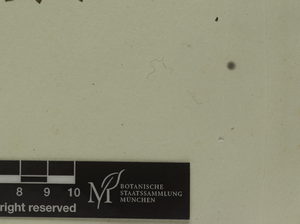 8 9 10
right reserved
M
BOTANISCHE
STAATSSAMMLUNG
MÜNCHEN